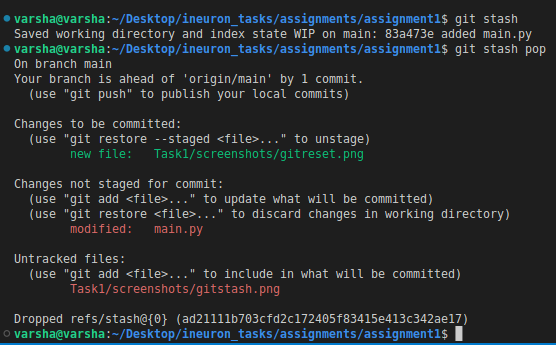 varsha@varsha:~/Desktop/ineuron_tasks/assignments/assignment1$ git stash
Saved working directory and index state WIP on main: 83a473e added main.py
varsha@varsha:~/Desktop/ineuron_tasks/assignments/assignment1$ git stash pop
On branch main
Your branch is ahead of 'origin/main' by 1 commit.
  (use "git push" to publish your local commits)

Changes to be committed:
  (use "git restore --staged <file>..." to unstage)
        new file:   Task1/screenshots/gitreset.png

Changes not staged for commit:
  (use "git add <file>..." to update what will be committed)
  (use "git restore <file>..." to discard changes in working directory)
        modified:   main.py

Untracked files:
  (use "git add <file>..." to include in what will be committed)
        Task1/screenshots/gitstash.png

Dropped refs/stash@{0} (ad21111b703cfd2c172405f83415e413c342ae17)
varsha@varsha:~/Desktop/ineuron_tasks/assignments/assignment1$